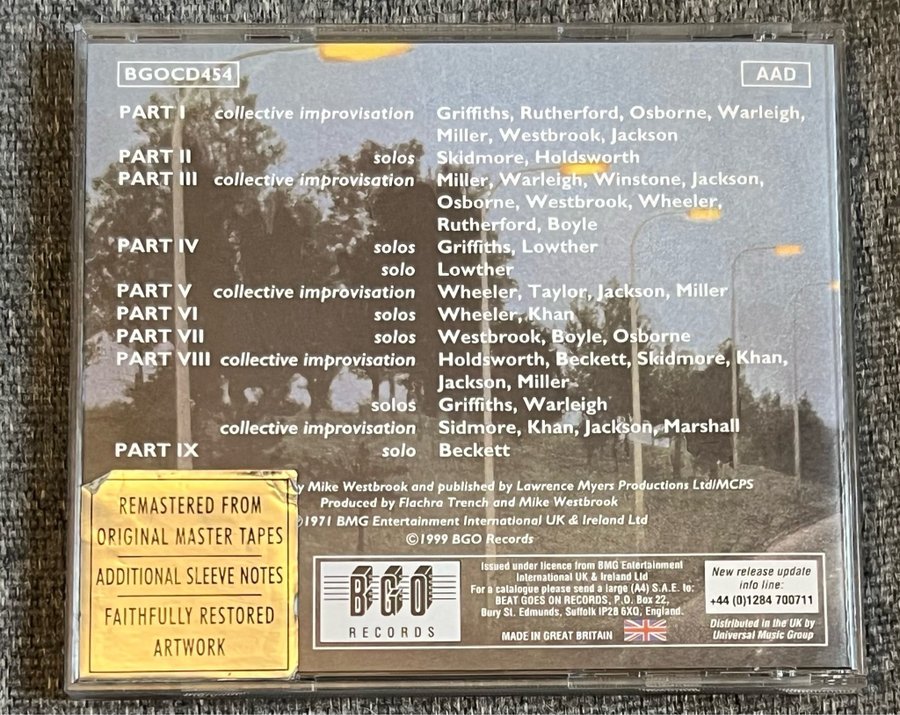 BGOCD454 AAD
PART I collective improvisation Griffiths, Rutherford, Osborne, Warleigh,
Miller, Westbrook, Jackson
PART II solos Skidmore, Holdsworth
PART III collective improvisation Miller, Warleigh, Winstone, Jackson,
Osborne, Westbrook, Wheeler,
Rutherford, Boyle
PART IV solos Griffiths, Lowther
solo Lowther
PART V collective improvisation Wheeler, Taylor, Jackson, Miller
PART VI solos Wheeler, Khan
PART VII solos Westbrook, Boyle, Osborne
PART VIII collective improvisation Holdsworth, Beckett, Skidmore, Khan,
Jackson, Miller
solos Griffiths, Warleigh
collective improvisation Sidmore, Khan, Jackson, Marshall
PART IX solo Beckett
y Mike Westbrook and published by Lawrence Myers Productions Ltd/MCPS
Produced by Flachra Trench and Mike Westbrook
℗1971 BMG Entertainment International UK & Ireland Ltd
©1999 BGO Records
REMASTERED FROM
ORIGINAL MASTER TAPES
ADDITIONAL SLEEVE NOTES
FAITHFULLY RESTORED
ARTWORK
BGO
RECORDS
Issued under licence from BMG Entertainment
International UK & Ireland Ltd
For a catalogue please send a large (A4) S.A.E. to:
BEAT GOES ON RECORDS, P.O. Box 22,
Bury St. Edmunds, Suffolk IP28 6XQ, England.
MADE IN GREAT BRITAIN
New release update
info line:
+44 (0)1284 700711
Distributed in the UK by
Universal Music Group